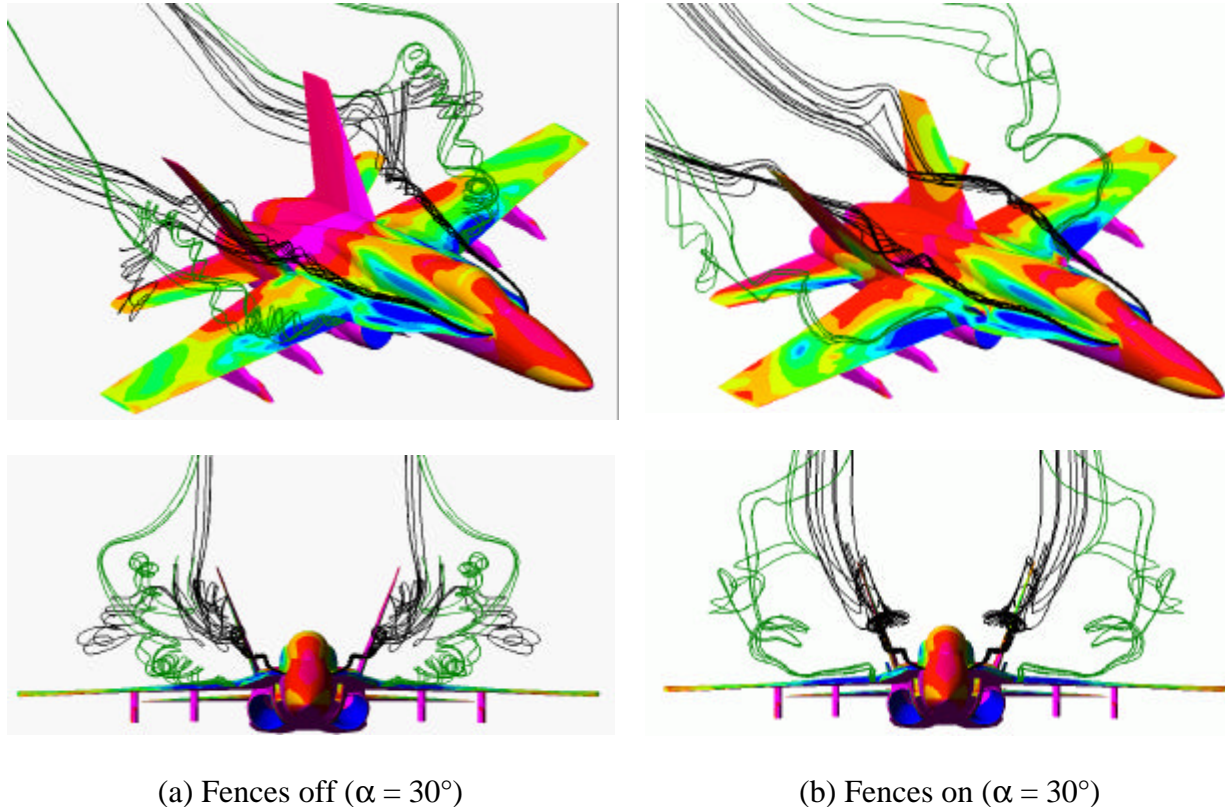 (a) Fences off (α = 30°)
(b) Fences on (α = 30°)